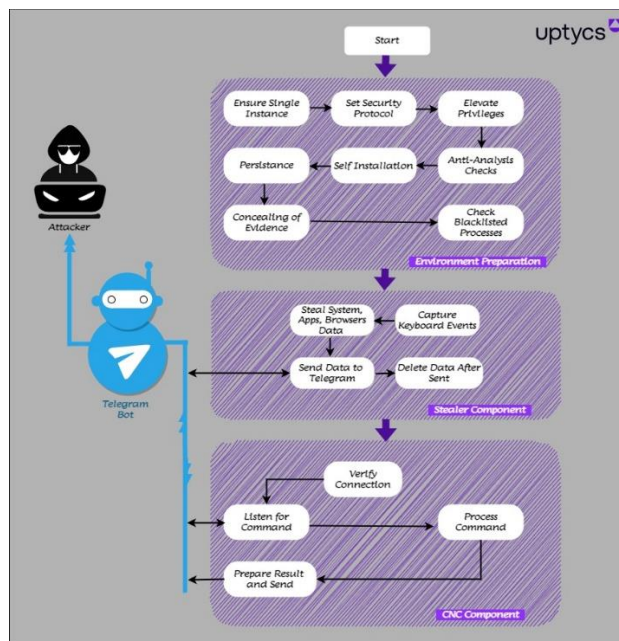 Start
uptycs
Ensure Single
Instance
Set Security
Protocol
Elevate
Privileges
Persistance
Self Installation
Anti-Analysis
Checks
Concealing of
Evidence
Check
Blacklisted
Processes
Environment Preparation
Attacker
Telegram
Bot
Steal System,
Apps, Browsers
Data
Capture
Keyboard Events
Send Data to
Telegram
Delete Data After
Sent
Stealer Component
Verify
Connection
Listen for
Command
Process
Command
Prepare Result
and Send
CNC Component